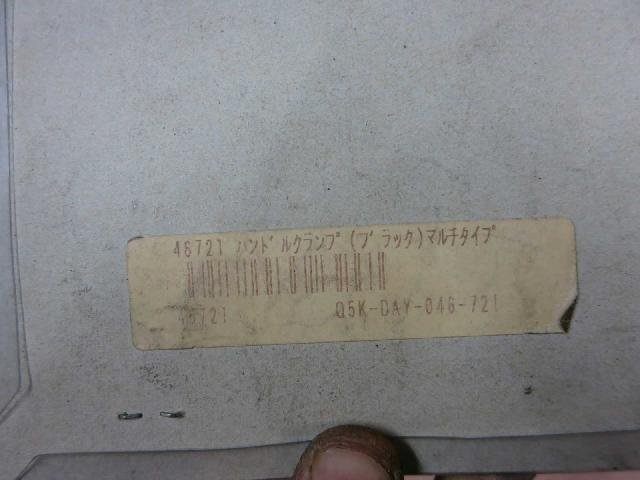 46721 ﾊﾝﾄﾞﾙｸﾗﾝﾌﾟ(ﾌﾞﾗｯｸ)ﾏﾙﾁﾀｲﾌﾟ
46721 Q5K-DAY-046-721